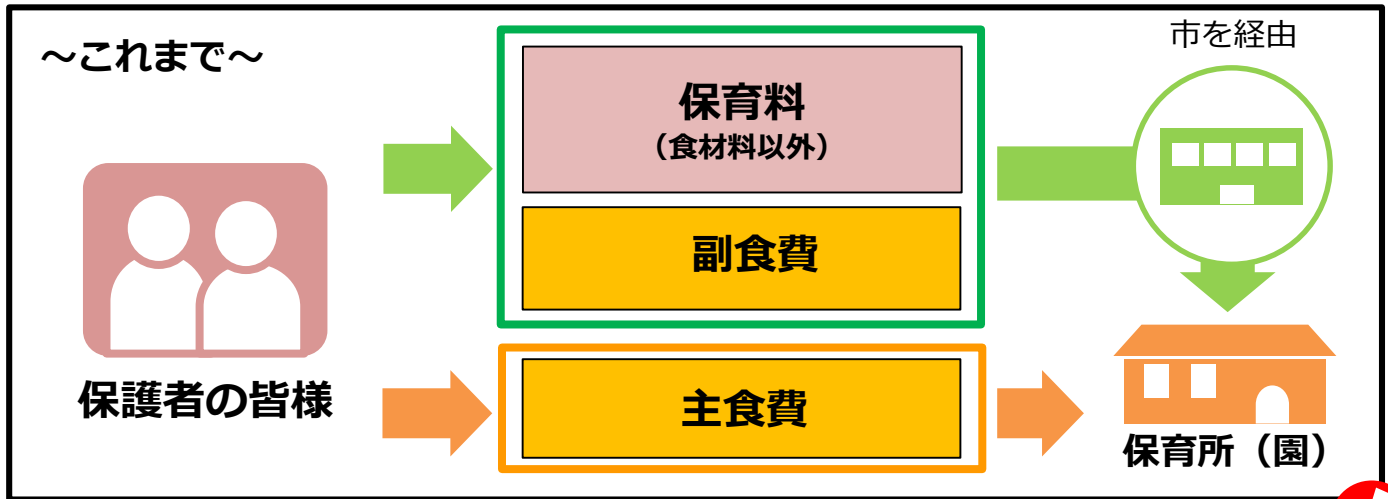 ～これまで～
市を経由
保育料
（食材料以外）
副食費
保護者の皆様
主食費
保育所（園）